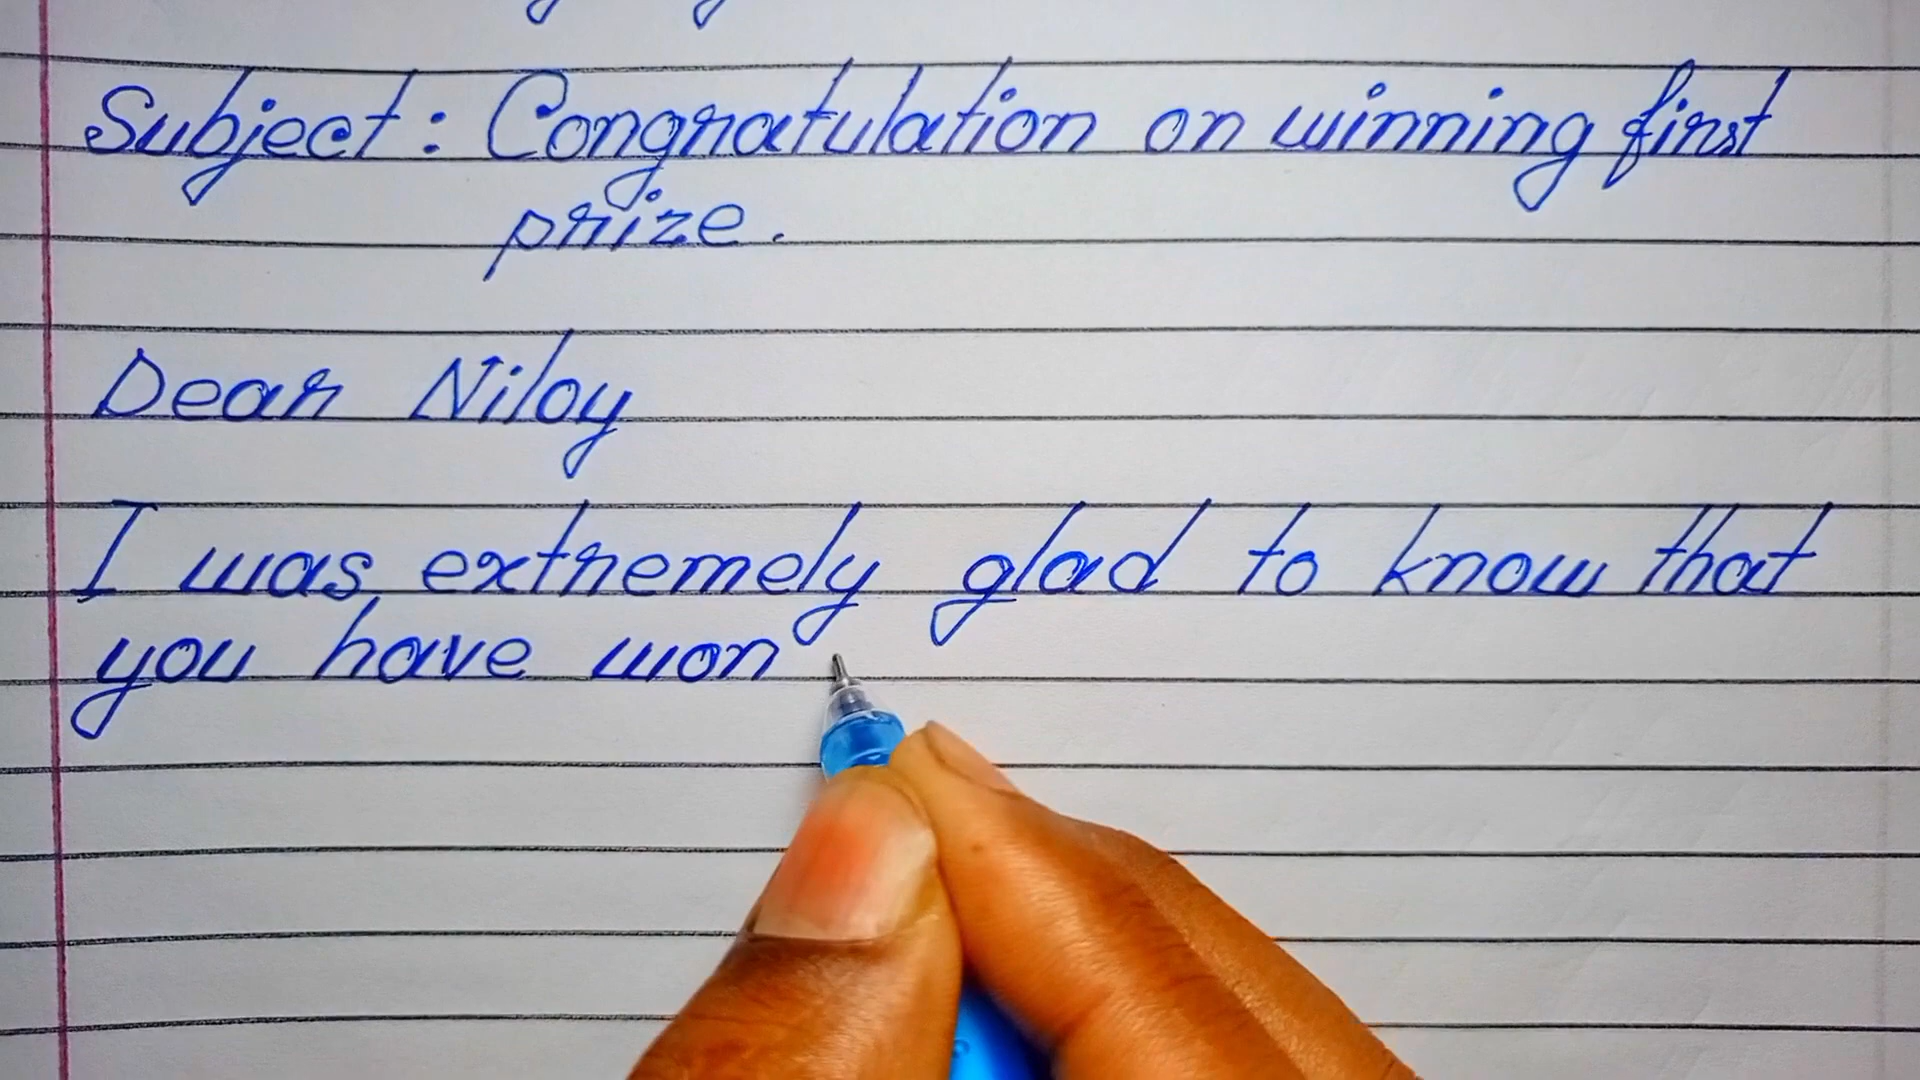 Subject: Congratulation on winning first
prize.
Dear Niloy
I was extremely glad to know that
you have won